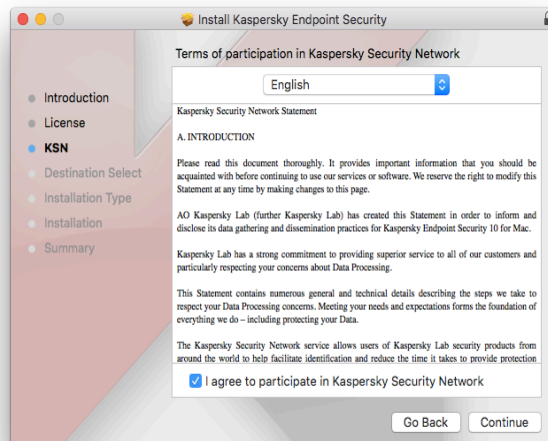 Install Kaspersky Endpoint Security
Terms of participation in Kaspersky Security Network
English
Introduction
License
KSN
Destination Select
Installation Type
Installation
Summary
Kaspersky Security Network Statement
A. INTRODUCTION
Please read this document thoroughly. It provides important information that you should be
acquainted with before continuing to use our services or software. We reserve the right to modify this
Statement at any time by making changes to this page.
AO Kaspersky Lab (further Kaspersky Lab) has created this Statement in order to inform and
disclose its data gathering and dissemination practices for Kaspersky Endpoint Security 10 for Mac.
Kaspersky Lab has a strong commitment to providing superior service to all of our customers and
particularly respecting your concerns about Data Processing.
This Statement contains numerous general and technical details describing the steps we take to
respect your Data Processing concerns. Meeting your needs and expectations forms the foundation of
everything we do – including protecting your Data.
The Kaspersky Security Network service allows users of Kaspersky Lab security products from
around the world to help facilitate identification and reduce the time it takes to provide protection
I agree to participate in Kaspersky Security Network
Go Back
Continue